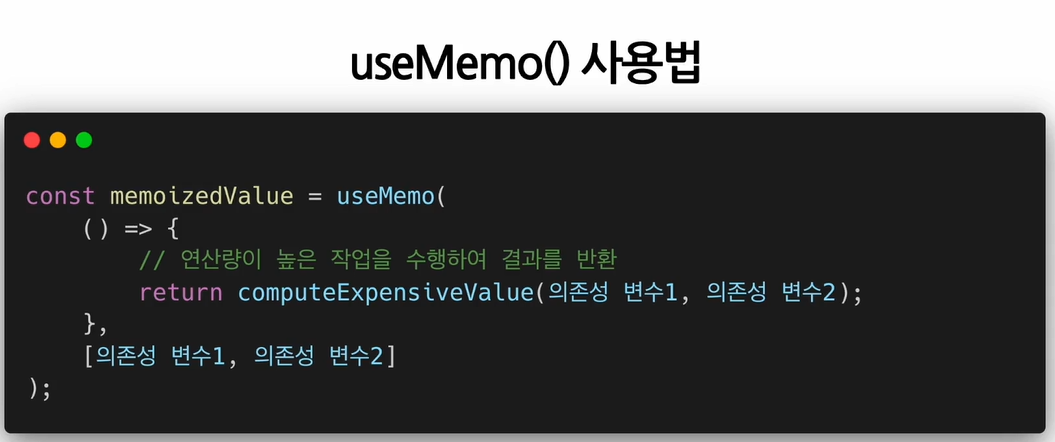 useMemo() 사용법
const memoizedValue = useMemo(
() => {
// 연산량이 높은 작업을 수행하여 결과를 반환
return computeExpensiveValue(의존성 변수1, 의존성 변수2);
},
[의존성 변수1, 의존성 변수2]
);